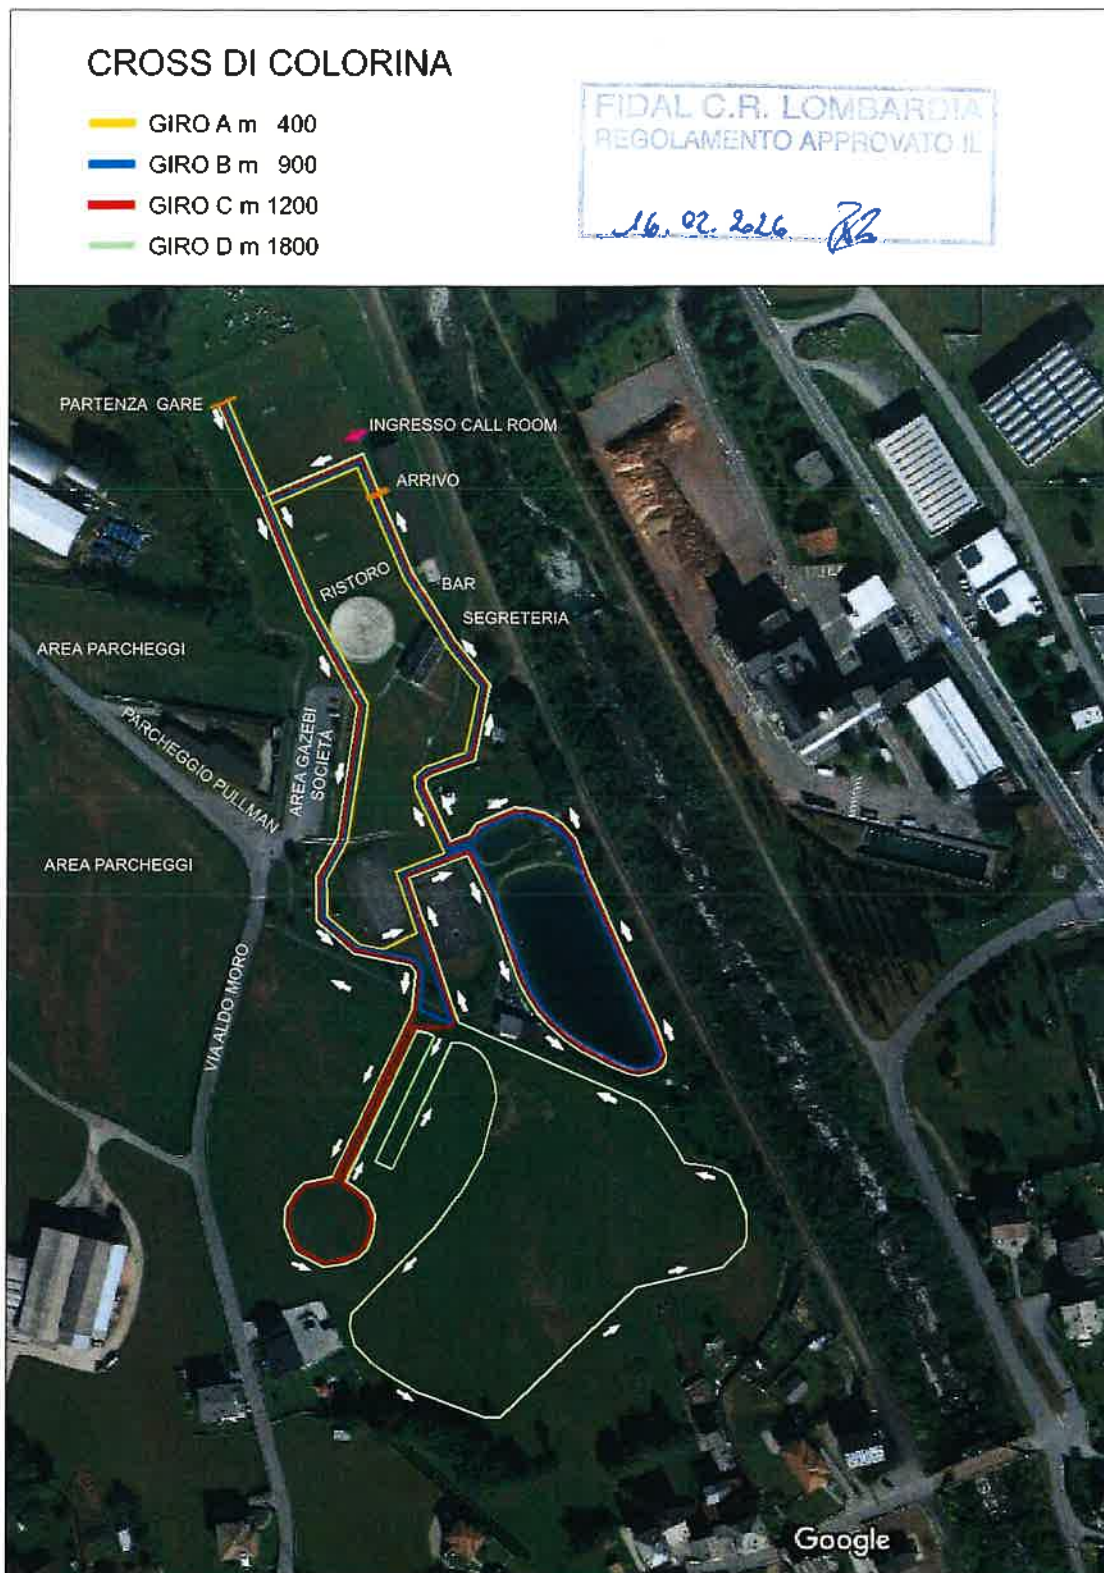 CROSS DI COLORINA
GIRO A m 400
GIRO B m 900
GIRO C m 1200
GIRO D m 1800
FIDAL C.R. LOMBARDIA
REGOLAMENTO APPROVATO IL
16.02.2026
PARTENZA GARE
INGRESSO CALL ROOM
ARRIVO
RISTORO
BAR
SEGRETERIA
AREA PARCHEGGI
PARCHEGGIO PULLMAN
AREA GAZEBI
SOCIETÀ
AREA PARCHEGGI
VIA ALDO MORO
Google